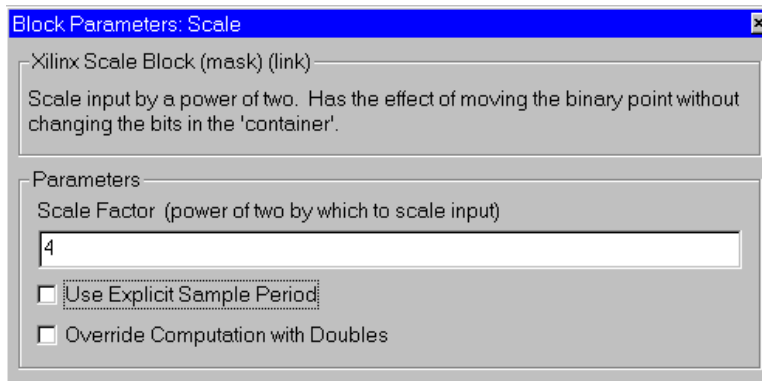 Block Parameters: Scale
Xilinx Scale Block (mask) (link)
Scale input by a power of two. Has the effect of moving the binary point without
changing the bits in the 'container'.
Parameters
Scale Factor (power of two by which to scale input)
4
Use Explicit Sample Period
Override Computation with Doubles